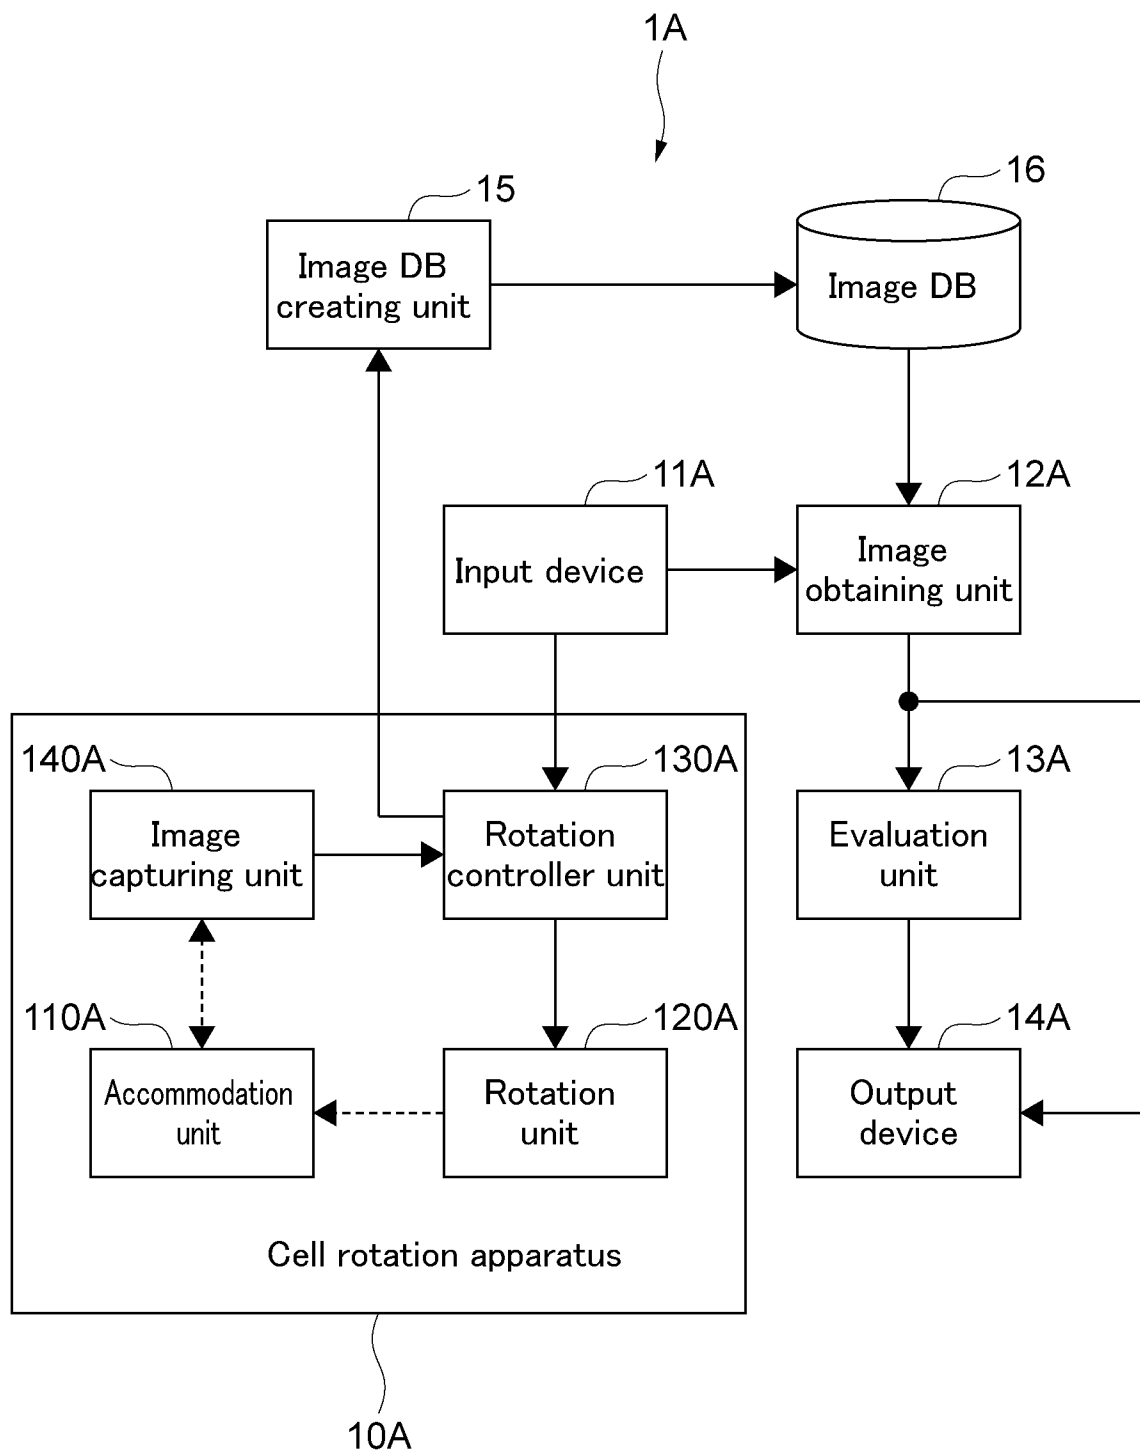 1A
15
16
Image DB
creating unit
Image DB
11A
12A
Input device
Image
obtaining unit
140A
130A
13A
Image
capturing unit
Rotation
controller unit
Evaluation
unit
110A
120A
14A
Accommodation
unit
Rotation
unit
Output
device
Cell rotation apparatus
10A